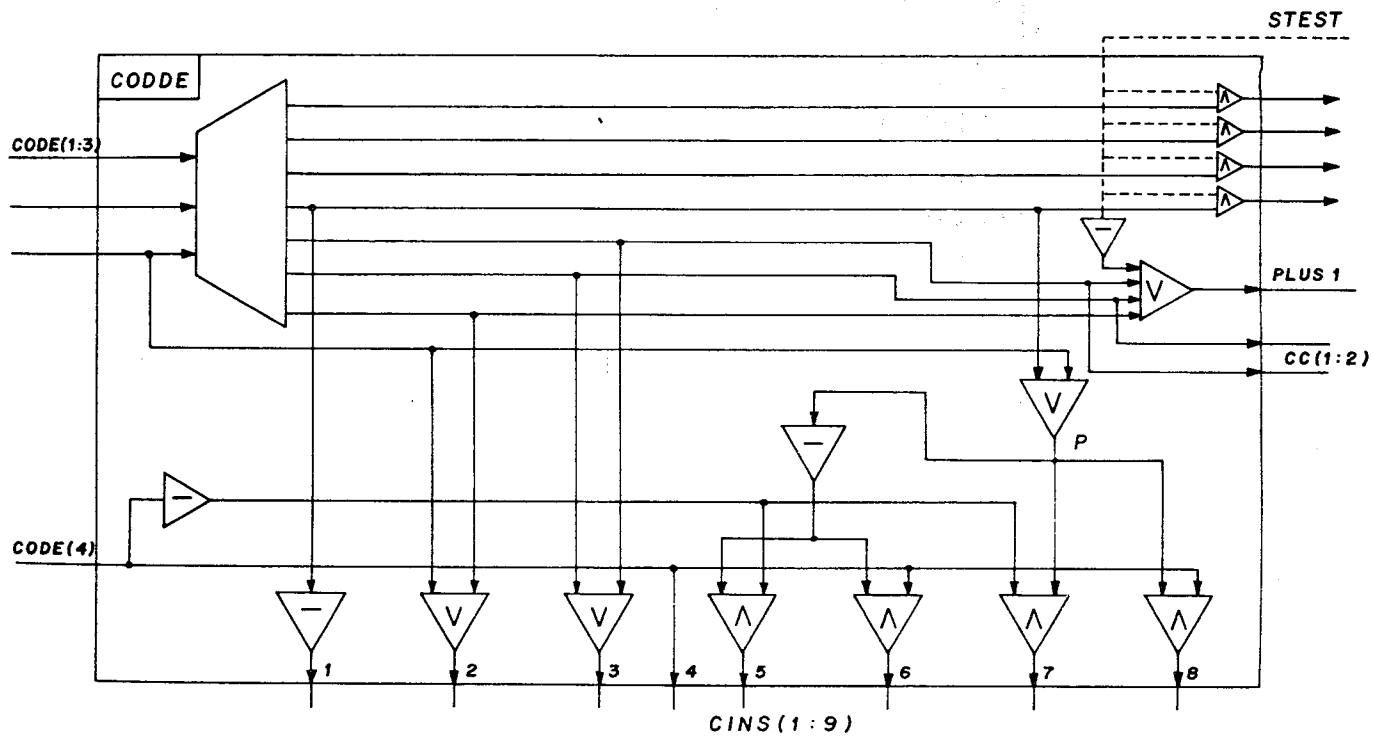 STEST
CODDE
Λ
Λ
CODE(1:3)
Λ
Λ
—
V
PLUS 1
CC(1:2)
V
—
P
—
CODE(4)
—
V
V
Λ
Λ
Λ
Λ
1
2
3
4
5
6
7
8
CINS(1:9)